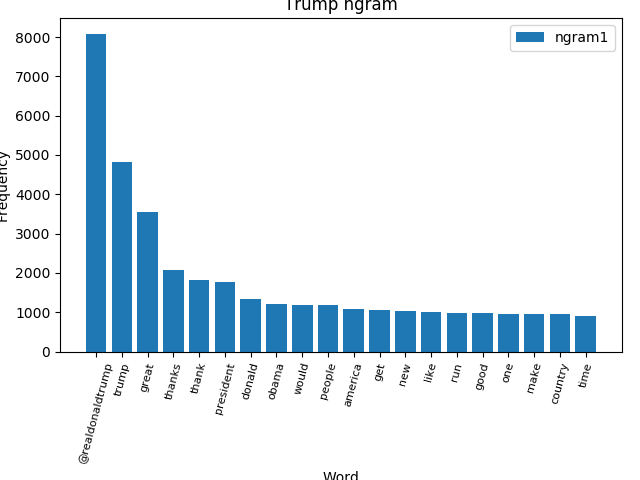 Trump ngram
ngram1
Frequency
8000
7000
6000
5000
4000
3000
2000
1000
0
@realdonaldtrump
trump
great
thanks
thank
president
donald
obama
would
people
america
get
new
like
run
good
one
make
country
time
Word